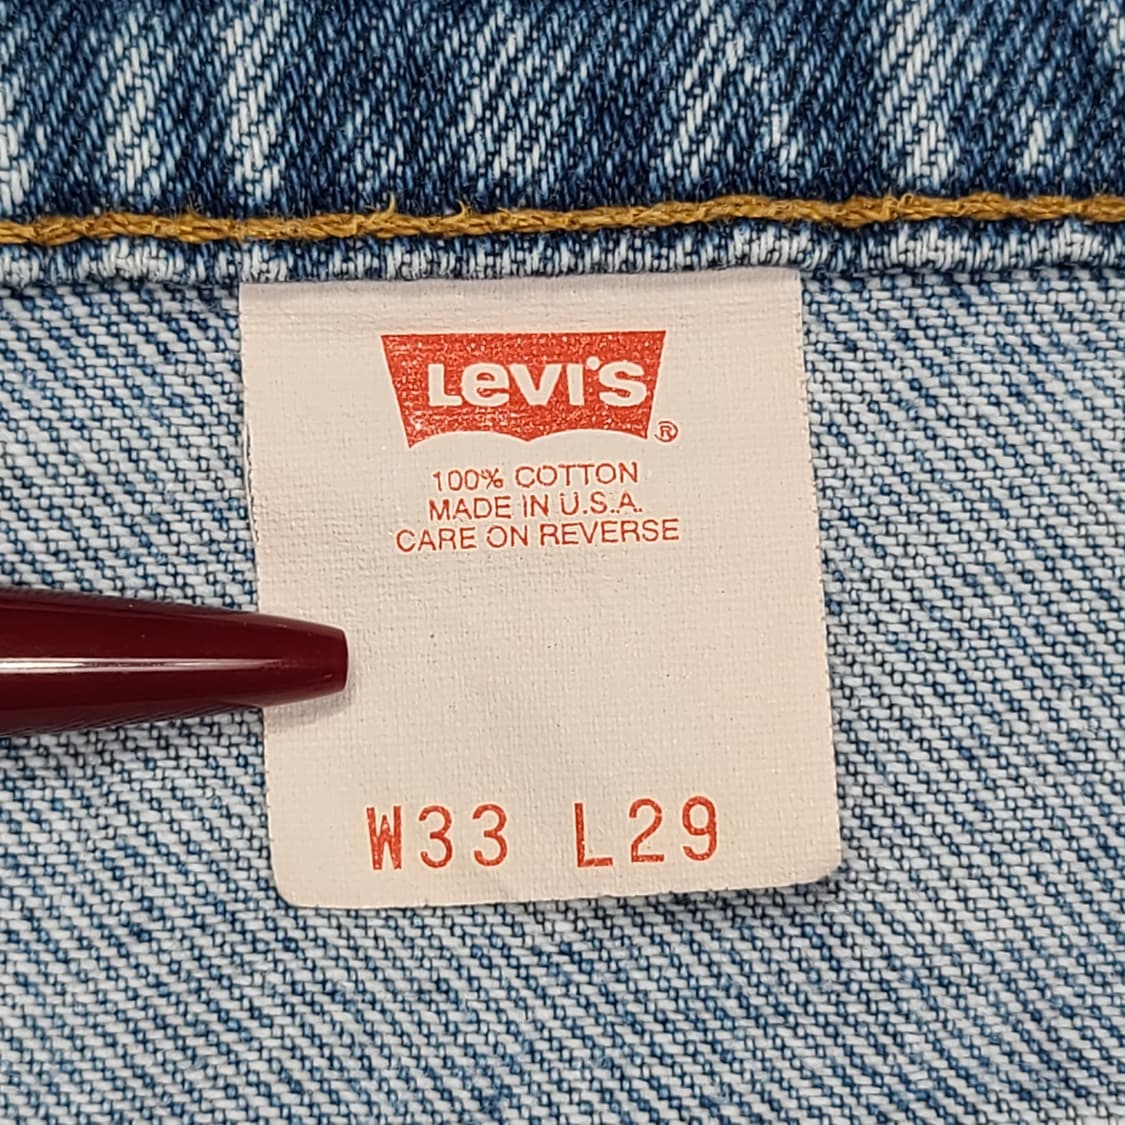 Levi's ®
100% COTTON
MADE IN U.S.A.
CARE ON REVERSE
W33 L29